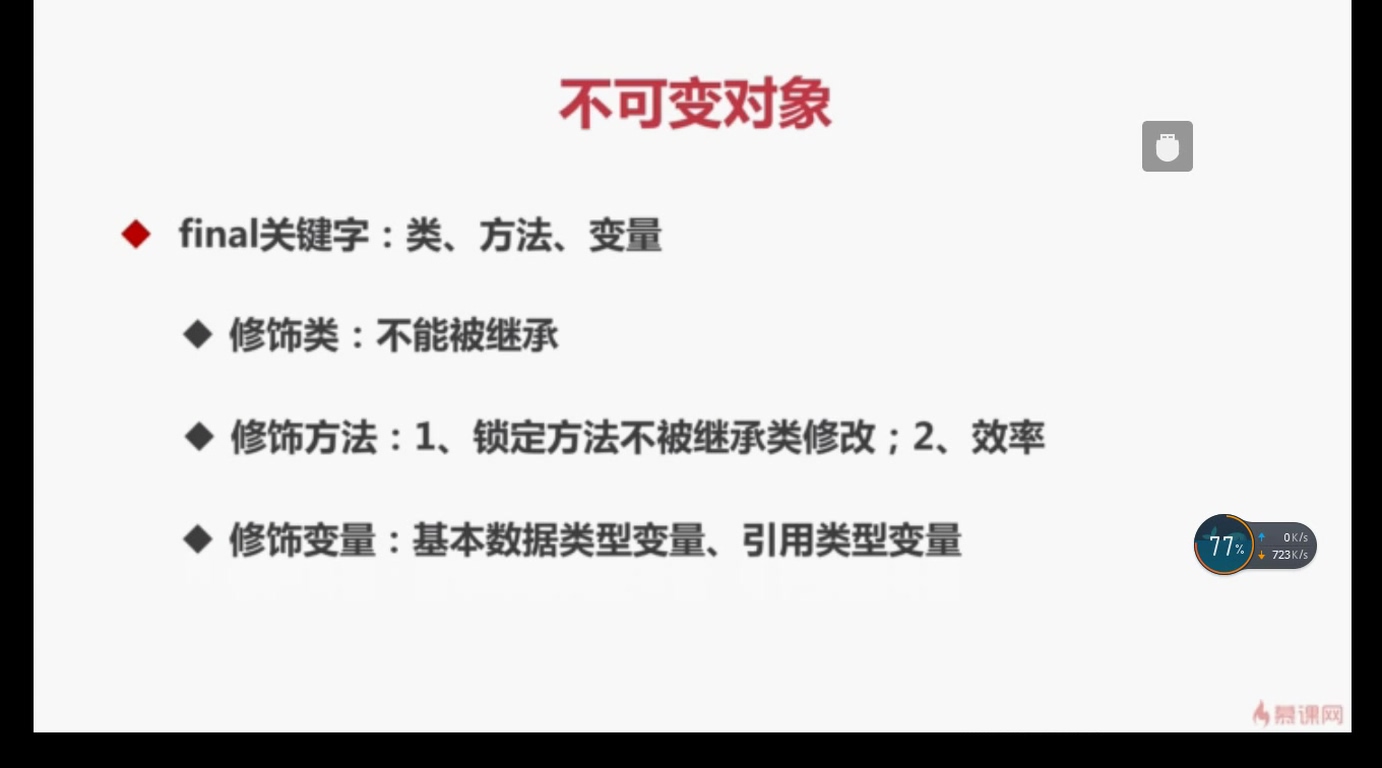 不可变对象
final关键字：类、方法、变量
修饰类：不能被继承
修饰方法：1、锁定方法不被继承类修改；2、效率
修饰变量：基本数据类型变量、引用类型变量
77%
0K/s
723K/s
慕课网